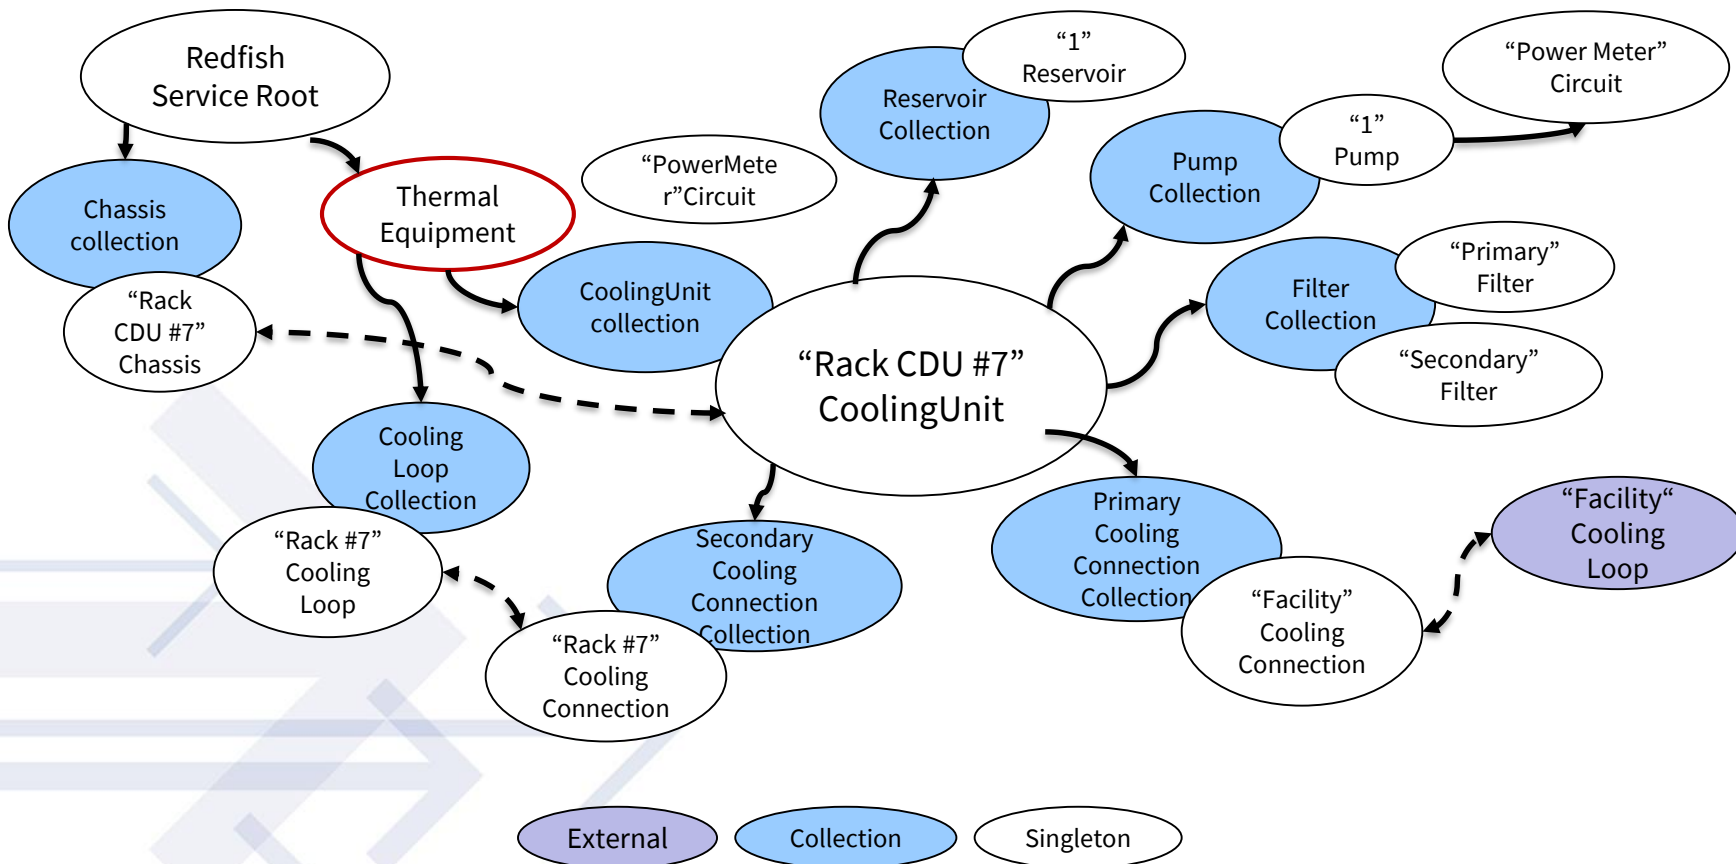 Redfish
Service Root
Chassis
collection
“Rack
CDU #7”
Chassis
Thermal
Equipment
“PowerMete
r”Circuit
CoolingUnit
collection
Reservoir
Collection
“1”
Reservoir
Pump
Collection
“1”
Pump
“Power Meter”
Circuit
Filter
Collection
“Primary”
Filter
“Secondary”
Filter
“Rack CDU #7”
CoolingUnit
Cooling
Loop
Collection
“Rack #7”
Cooling
Loop
Secondary
Cooling
Connection
Collection
“Rack #7”
Cooling
Connection
Primary
Cooling
Connection
Collection
“Facility”
Cooling
Connection
“Facility“
Cooling
Loop
External
Collection
Singleton